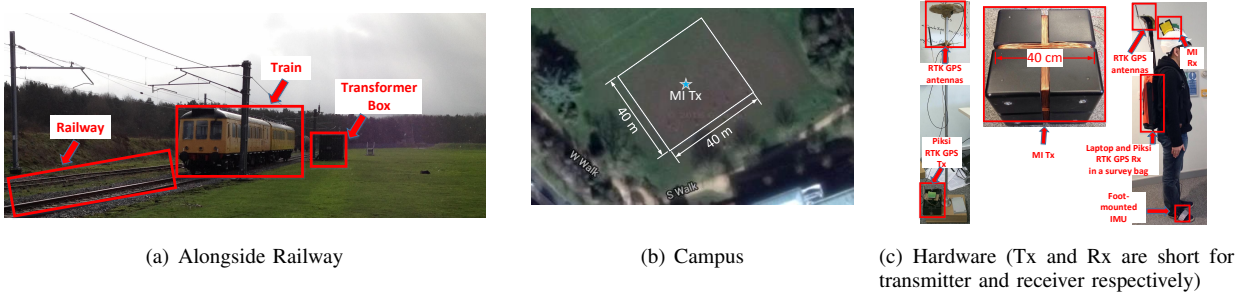 Train
Transformer
Box
Railway
(a) Alongside Railway
MI Tx
40 m
40 m
W Walk
S Walk
(b) Campus
RTK GPS
antennas
Piksi
RTK GPS
Tx
40 cm
MI Tx
RTK GPS
antennas
MI
Rx
Laptop and Piksi
RTK GPS Rx
in a survey bag
Foot-
mounted
IMU
(c) Hardware (Tx and Rx are short for
transmitter and receiver respectively)